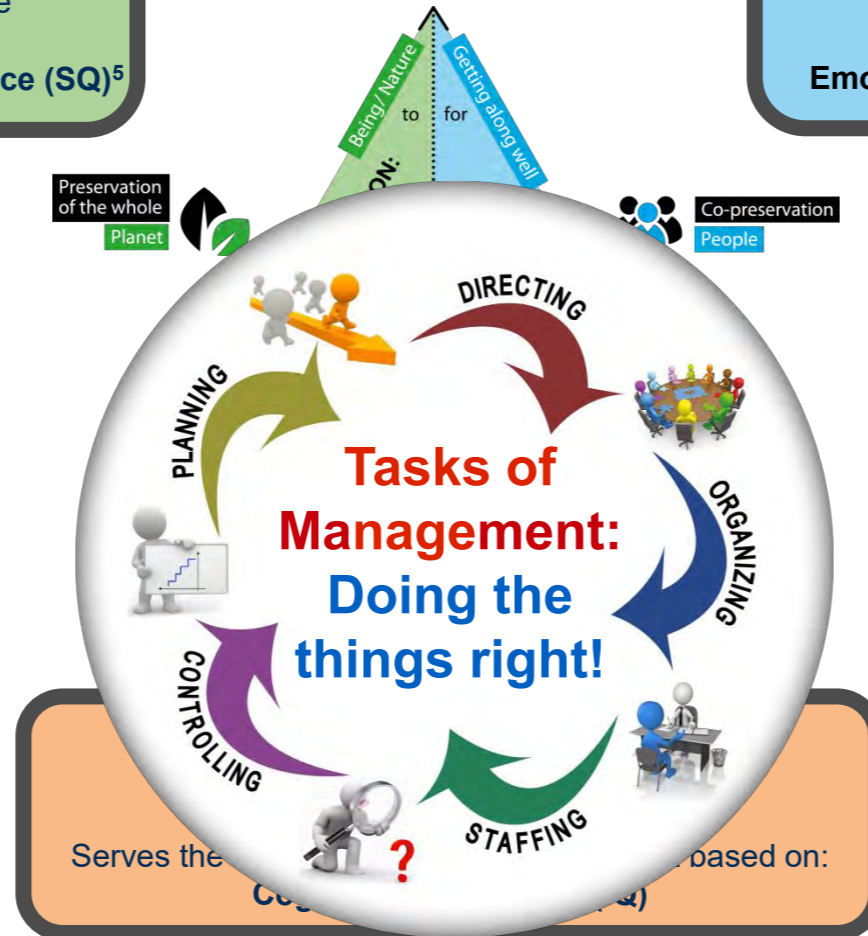 e
ce (SQ)⁵
Emo
Being/Nature
to
for
Getting along well
ON:
Preservation
of the whole
Planet
Co-preservation
People
DIRECTING
PLANNING
ORGANIZING
CONTROLLING
STAFFING
Tasks of
Management:
Doing the
things right!
?
Serves the
based on:
Cog
Q)